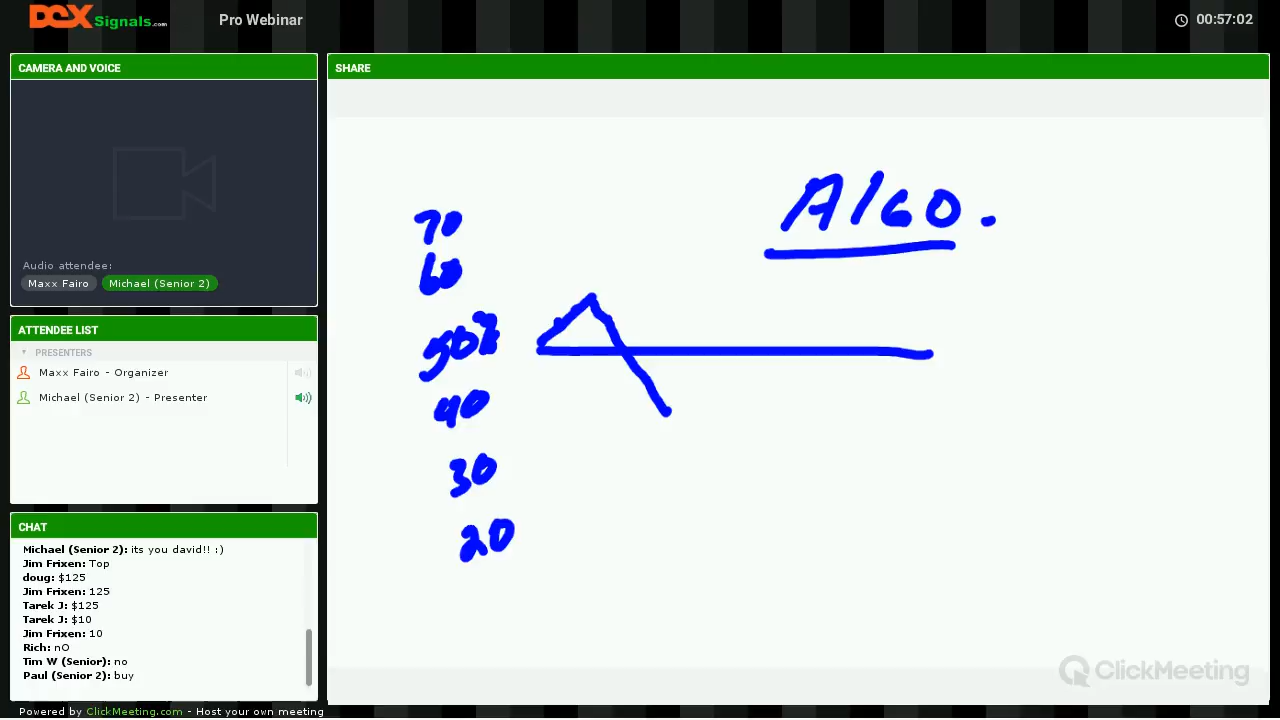 DCX Signals.com
Pro Webinar
00:57:02
CAMERA AND VOICE
Audio attendee:
Maxx Fairo
Michael (Senior 2)
ATTENDEE LIST
PRESENTERS
Maxx Fairo - Organizer
Michael (Senior 2) - Presenter
CHAT
Michael (Senior 2): its you david!! :)
Jim Frixen: Top
doug: $125
Jim Frixen: 125
Tarek J: $125
Tarek J: $10
Jim Frixen: 10
Rich: nO
Tim W (Senior): no
Paul (Senior 2): buy
Powered by ClickMeeting.com - Host your own meeting
SHARE
AlGO.
70
60
50%
40
30
20
ClickMeeting